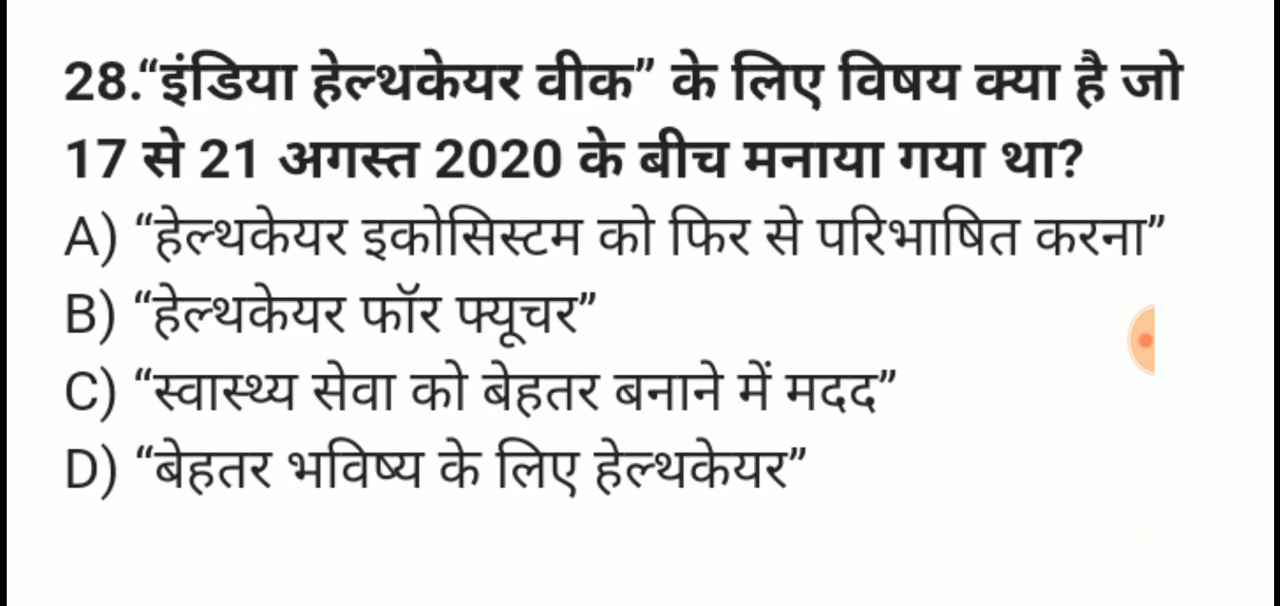 28.“इंडिया हेल्थकेयर वीक” के लिए विषय क्या है जो
17 से 21 अगस्त 2020 के बीच मनाया गया था?
A) “हेल्थकेयर इकोसिस्टम को फिर से परिभाषित करना”
B) “हेल्थकेयर फॉर फ्यूचर”
C) “स्वास्थ्य सेवा को बेहतर बनाने में मदद”
D) “बेहतर भविष्य के लिए हेल्थकेयर”